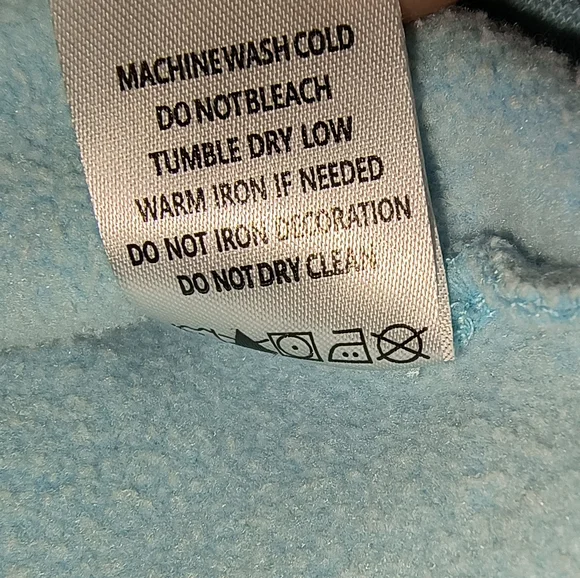 MACHINE WASH COLD
DO NOT BLEACH
TUMBLE DRY LOW
WARM IRON IF NEEDED
DO NOT IRON DECORATION
DO NOT DRY CLEAN